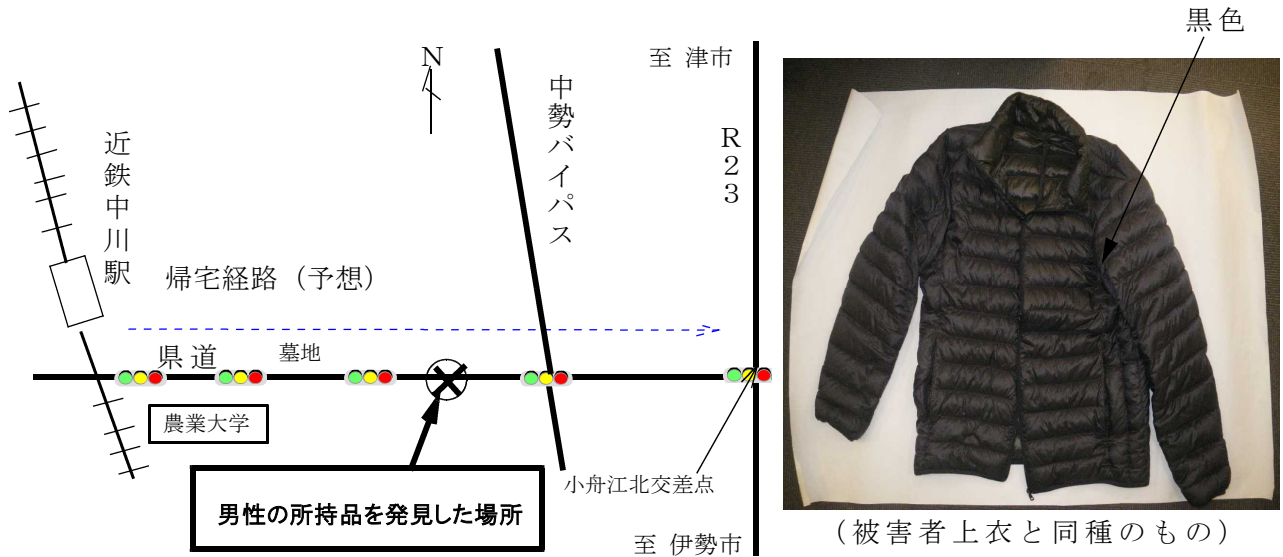 黒色
N
至 津市
中勢バイパス
R23
近鉄中川駅
帰宅経路（予想）
県道
墓地
農業大学
男性の所持品を発見した場所
小舟江北交差点
至 伊勢市
（被害者上衣と同種のもの）